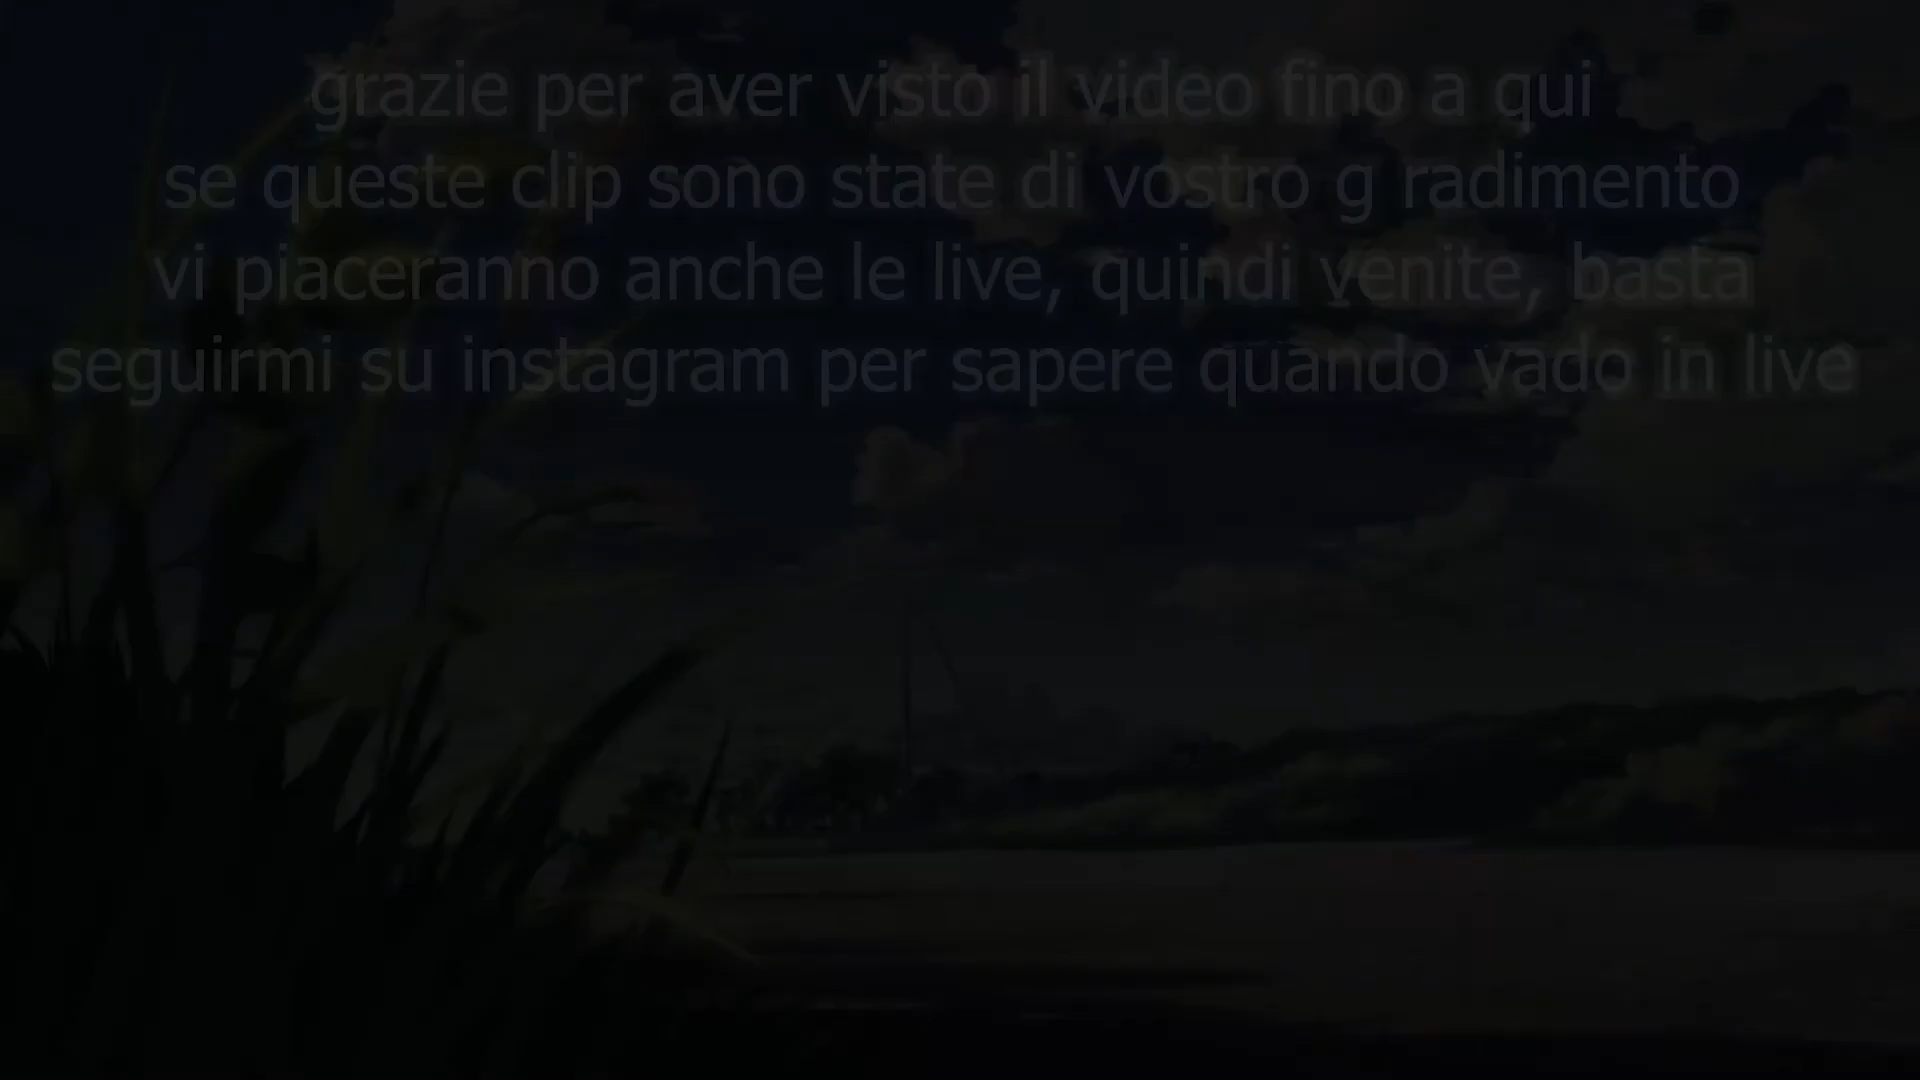 grazie per aver visto il video fino a qui
se queste clip sono state di vostro g radimento
vi piaceranno anche le live, quindi venite, basta
seguirmi su instagram per sapere quando vado in live